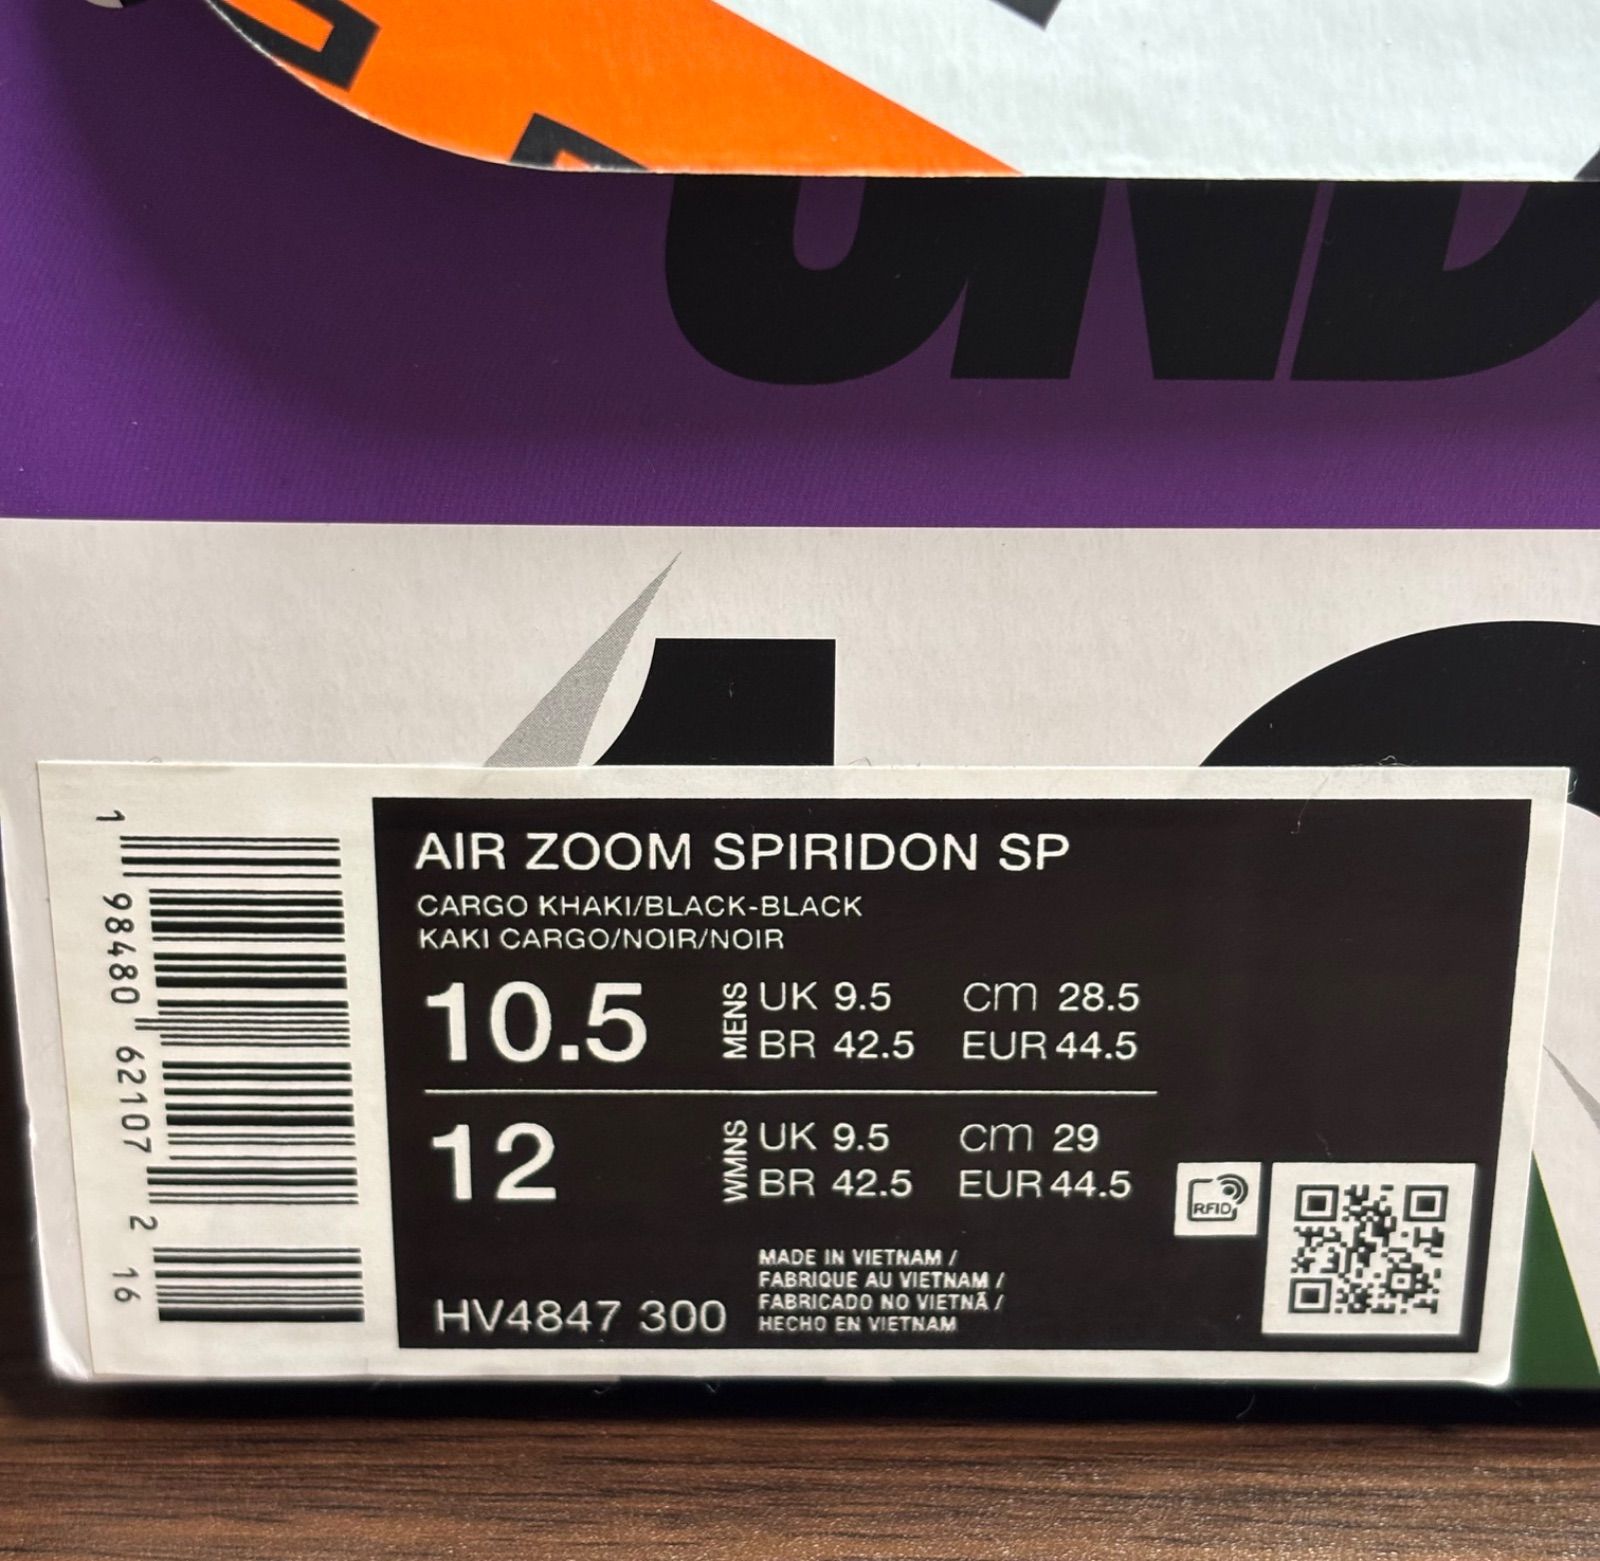 UND
AIR ZOOM SPIRIDON SP
CARGO KHAKI/BLACK-BLACK
KAKI CARGO/NOIR/NOIR
10.5 MENS UK 9.5 cm 28.5
BR 42.5 EUR 44.5
12 WMNS UK 9.5 cm 29
BR 42.5 EUR 44.5
MADE IN VIETNAM /
FABRIQUE AU VIETNAM /
FABRICADO NO VIETNÃ /
HECHO EN VIETNAM
HV4847 300
RFID
1 98480 62107 2 16